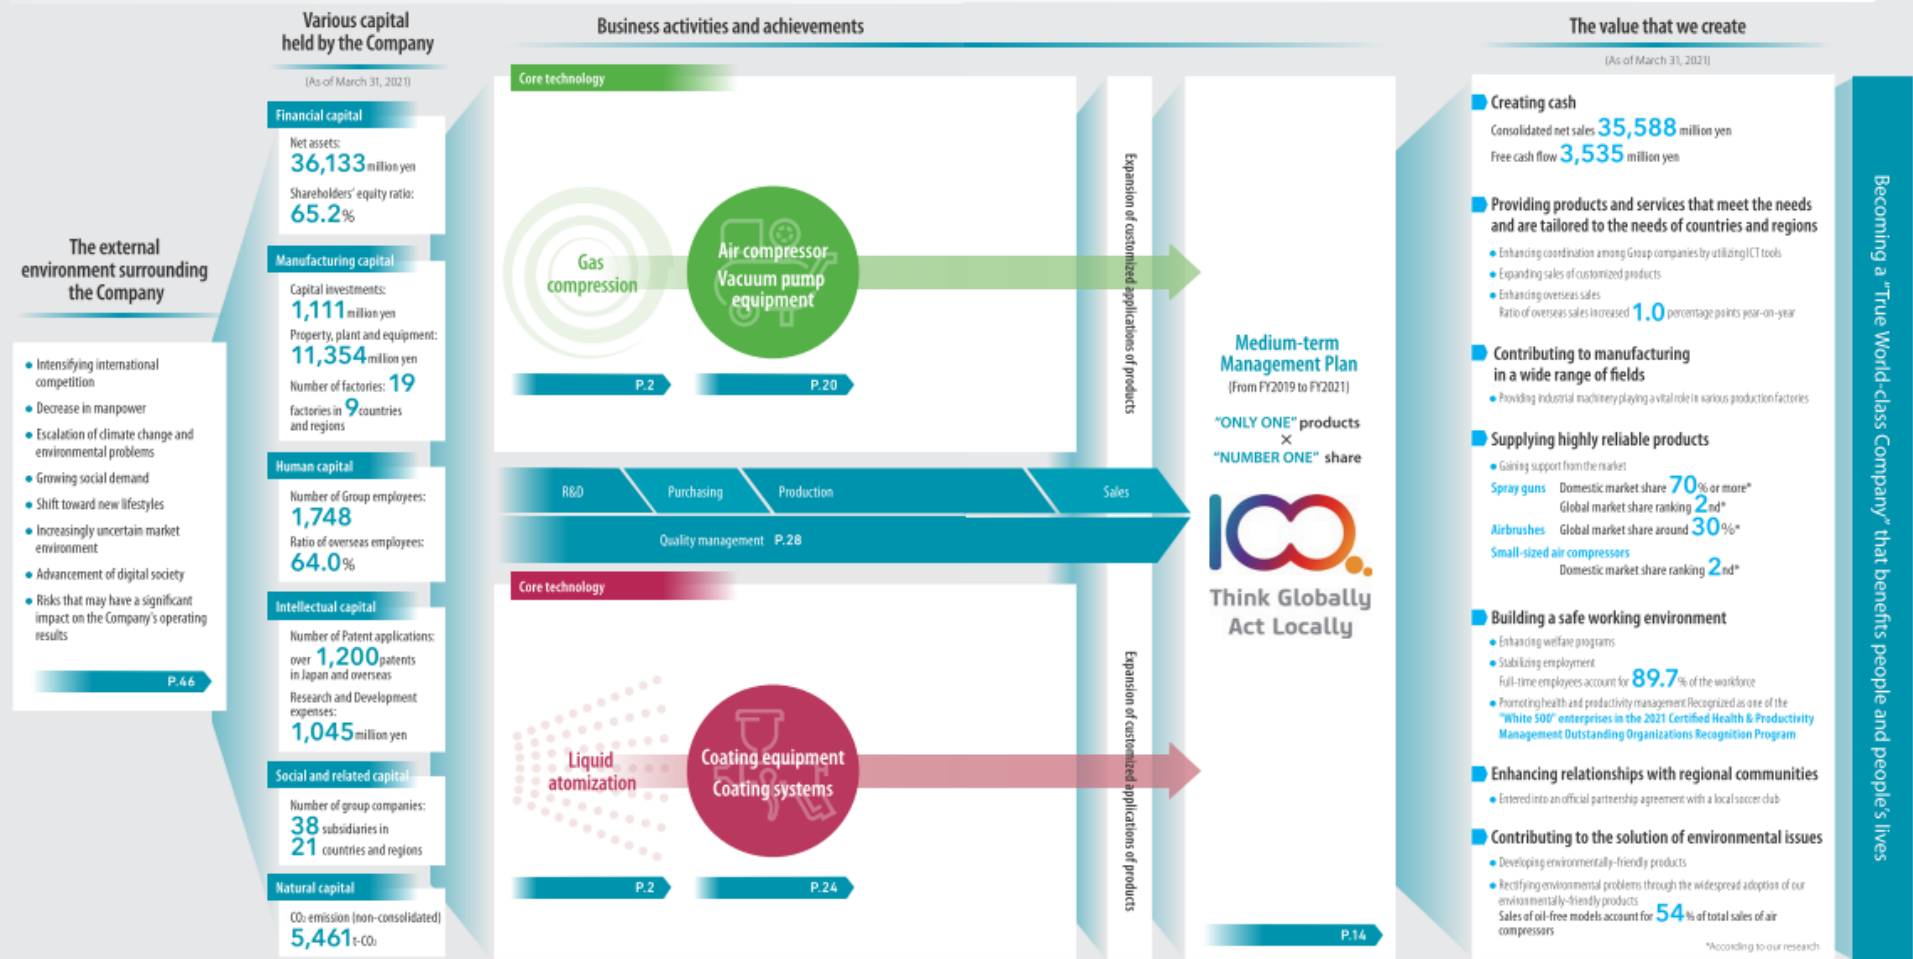 The external
environment surrounding
the Company
Intensifying international
competition
Decrease in manpower
Escalation of climate change and
environmental problems
Growing social demand
Shift toward new lifestyles
Increasingly uncertain market
environment
Advancement of digital society
Risks that may have a significant
impact on the Company's operating
results
P.46
Various capital
held by the Company
(As of March 31, 2021)
Financial capital
Net assets:
36,133 million yen
Shareholders' equity ratio:
65.2%
Manufacturing capital
Capital investments:
1,111 million yen
Property, plant and equipment:
11,354 million yen
Number of factories: 19
factories in 9 countries
and regions
Human capital
Number of Group employees:
1,748
Ratio of overseas employees:
64.0%
Intellectual capital
Number of Patent applications:
over 1,200 patents
in Japan and overseas
Research and Development
expenses:
1,045 million yen
Social and related capital
Number of group companies:
38 subsidiaries in
21 countries and regions
Natural capital
CO₂ emission (non-consolidated)
5,461 t-CO₂
Business activities and achievements
Core technology
Gas
compression
Air compressor
Vacuum pump
equipment
P.2
P.20
Expansion of customized applications of products
R&D
Purchasing
Production
Sales
Quality management P.28
Core technology
Liquid
atomization
Coating equipment
Coating systems
P.2
P.24
Expansion of customized applications of products
Medium-term
Management Plan
(From FY2019 to FY2021)
"ONLY ONE" products
×
"NUMBER ONE" share
100
Think Globally
Act Locally
P.14
The value that we create
(As of March 31, 2021)
Creating cash
Consolidated net sales 35,588 million yen
Free cash flow 3,535 million yen
Providing products and services that meet the needs
and are tailored to the needs of countries and regions
Enhancing coordination among Group companies by utilizing ICT tools
Expanding sales of customized products
Enhancing overseas sales
Ratio of overseas sales increased 1.0 percentage points year-on-year
Contributing to manufacturing
in a wide range of fields
Providing industrial machinery playing a vital role in various production factories
Supplying highly reliable products
Gaining support from the market
Spray guns Domestic market share 70% or more*
Global market share ranking 2nd*
Airbrushes Global market share around 30%*
Small-sized air compressors
Domestic market share ranking 2nd*
Building a safe working environment
Enhancing welfare programs
Stabilizing employment
Full-time employees account for 89.7% of the workforce
Promoting health and productivity management Recognized as one of the
"White 500" enterprises in the 2021 Certified Health & Productivity
Management Outstanding Organizations Recognition Program
Enhancing relationships with regional communities
Entered into an official partnership agreement with a local soccer club
Contributing to the solution of environmental issues
Developing environmentally-friendly products
Rectifying environmental problems through the widespread adoption of our
environmentally-friendly products
Sales of oil-free models account for 54% of total sales of air
compressors
*According to our research
Becoming a "True World-class Company" that benefits people and people's lives